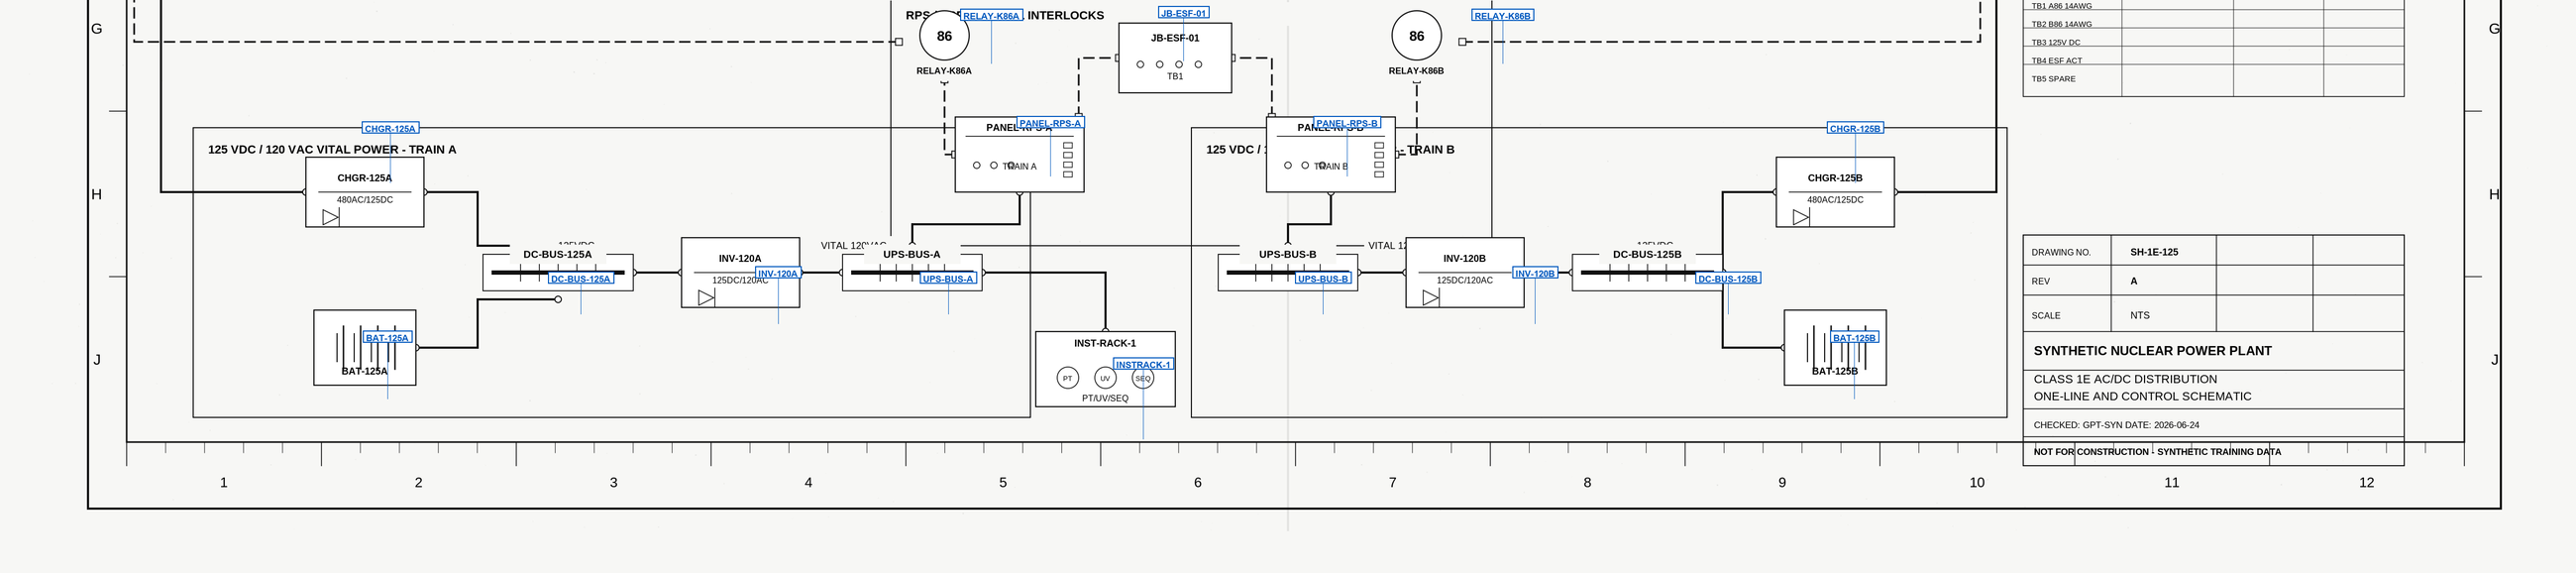 G
RPS
INTERLOCKS
RELAY-K86A
JB-ESF-01
RELAY-K86B
86
JB-ESF-01
TB1
86
RELAY-K86A
RELAY-K86B
TB1 A86 14AWG
TB2 B86 14AWG
TB3 125V DC
TB4 ESF ACT
TB5 SPARE
G
CHGR-125A
PANEL-RPS-A
PANEL-RPS-A
TRAIN A
PANEL-RPS-B
PANEL-RPS-B
TRAIN B
CHGR-125B
125 VDC / 120 VAC VITAL POWER - TRAIN A
125 VDC /
- TRAIN B
H
CHGR-125A
480AC/125DC
CHGR-125B
480AC/125DC
H
125VDC
DC-BUS-125A
DC-BUS-125A
INV-120A
INV-120A
125DC/120AC
VITAL 120VAC
UPS-BUS-A
UPS-BUS-A
UPS-BUS-B
UPS-BUS-B
VITAL
INV-120B
INV-120B
125DC/120AC
125VDC
DC-BUS-125B
DC-BUS-125B
J
BAT-125A
BAT-125A
INST-RACK-1
INSTRACK-1
PT
UV
SEQ
PT/UV/SEQ
BAT-125B
BAT-125B
J
DRAWING NO.
SH-1E-125
REV
A
SCALE
NTS
SYNTHETIC NUCLEAR POWER PLANT
CLASS 1E AC/DC DISTRIBUTION
ONE-LINE AND CONTROL SCHEMATIC
CHECKED: GPT-SYN DATE: 2026-06-24
NOT FOR CONSTRUCTION - SYNTHETIC TRAINING DATA
1
2
3
4
5
6
7
8
9
10
11
12